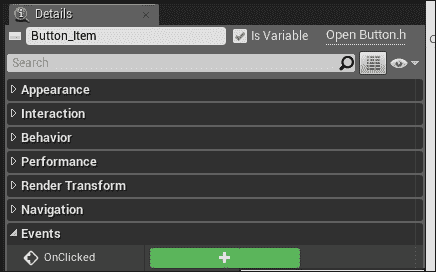 Details
Button_Item
Is Variable
Open Button.h
Search
Appearance
Interaction
Behavior
Performance
Render Transform
Navigation
Events
OnClicked